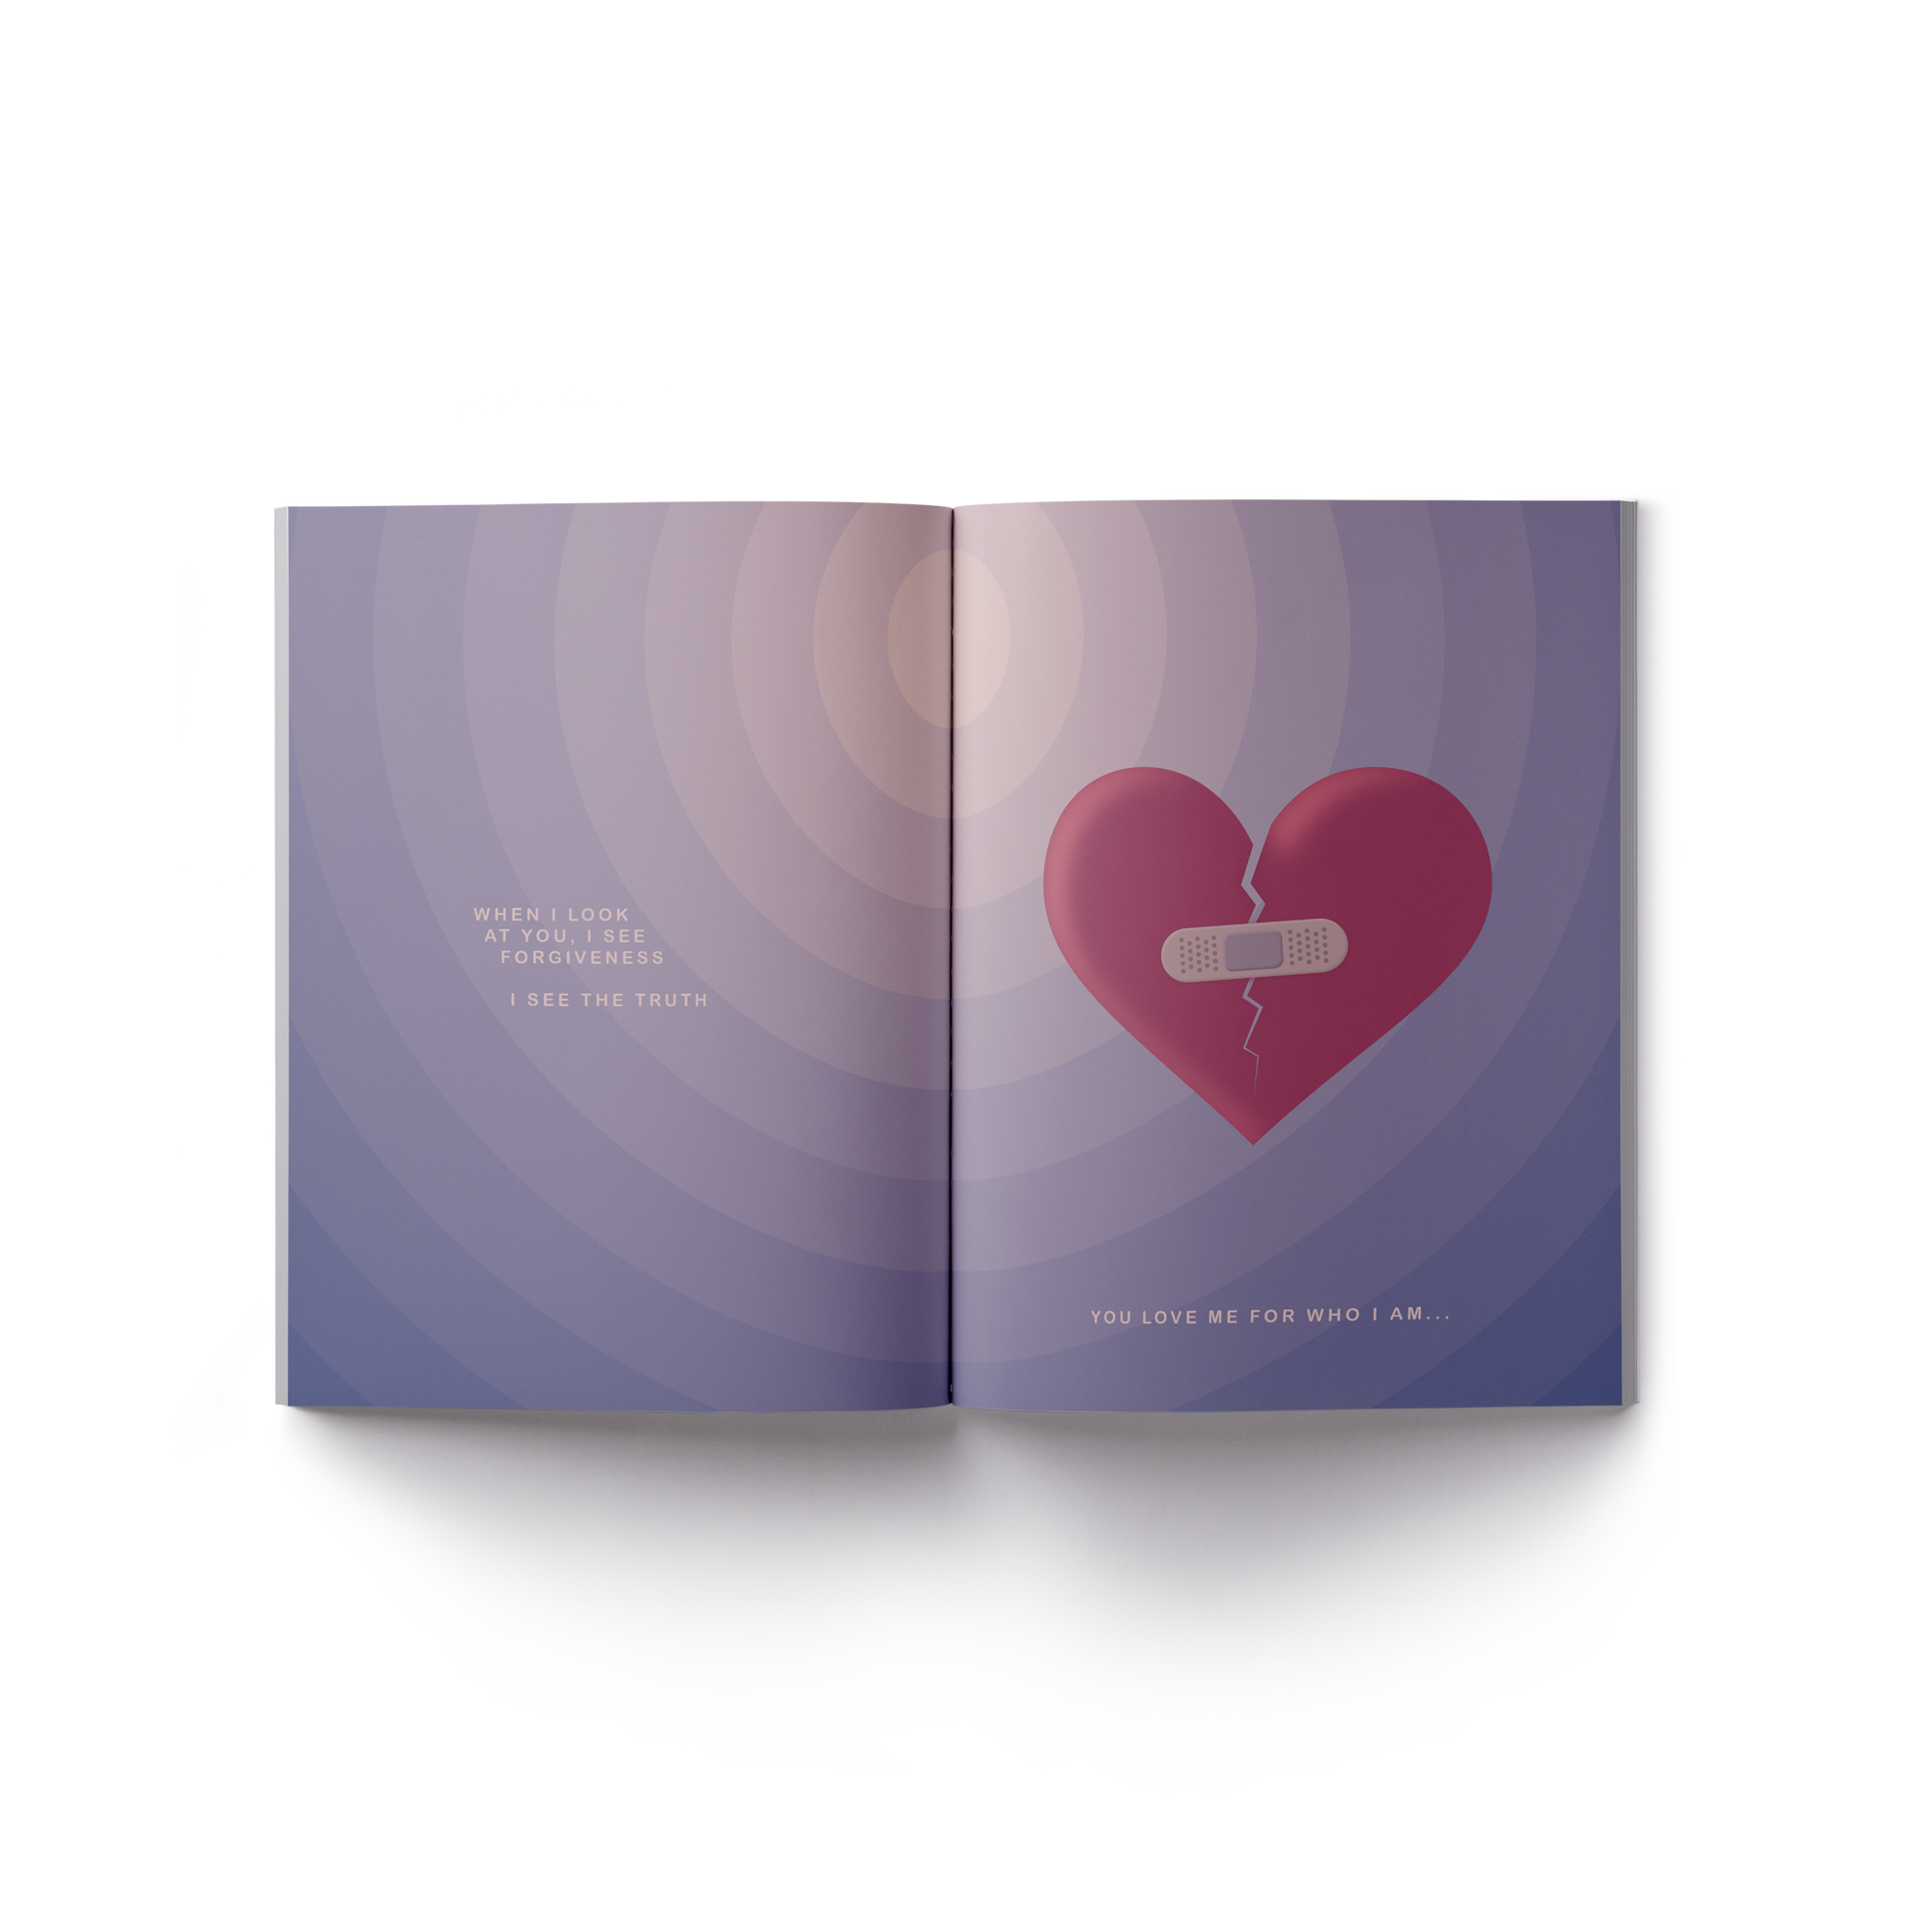 WHEN I LOOK
AT YOU, I SEE
FORGIVENESS
I SEE THE TRUTH
YOU LOVE ME FOR WHO I AM...